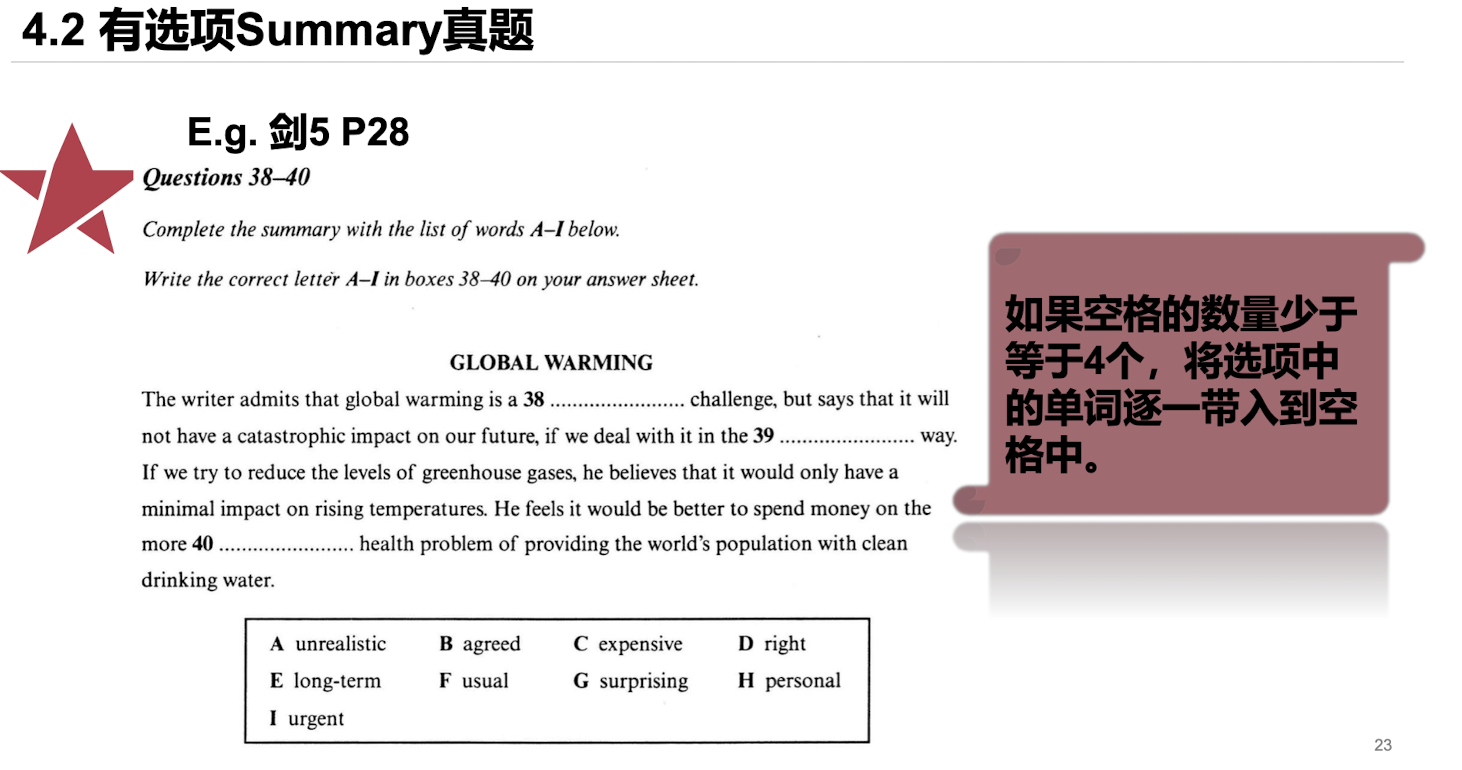 4.2 有选项Summary真题
E.g. 剑5 P28
Questions 38–40
Complete the summary with the list of words A–I below.
Write the correct letter A–I in boxes 38–40 on your answer sheet.
GLOBAL WARMING
The writer admits that global warming is a 38 ........................ challenge, but says that it will
not have a catastrophic impact on our future, if we deal with it in the 39 ........................ way.
If we try to reduce the levels of greenhouse gases, he believes that it would only have a
minimal impact on rising temperatures. He feels it would be better to spend money on the
more 40 ........................ health problem of providing the world's population with clean
drinking water.
A unrealistic B agreed C expensive D right
E long-term F usual G surprising H personal
I urgent
如果空格的数量少于
等于4个，将选项中
的单词逐一带入到空
格中。
23